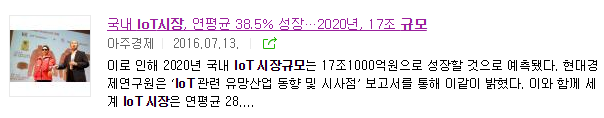 국내 IoT시장, 연평균 38.5% 성장…2020년, 17조 규모
아주경제 | 2016.07.13. |
이로 인해 2020년 국내 IoT시장규모는 17조1000억원으로 성장할 것으로 예측됐다. 현대경
제연구원은 'IoT관련 유망산업 동향 및 시사점' 보고서를 통해 이같이 밝혔다. 이와 함께 세
계 IoT시장은 연평균 28....